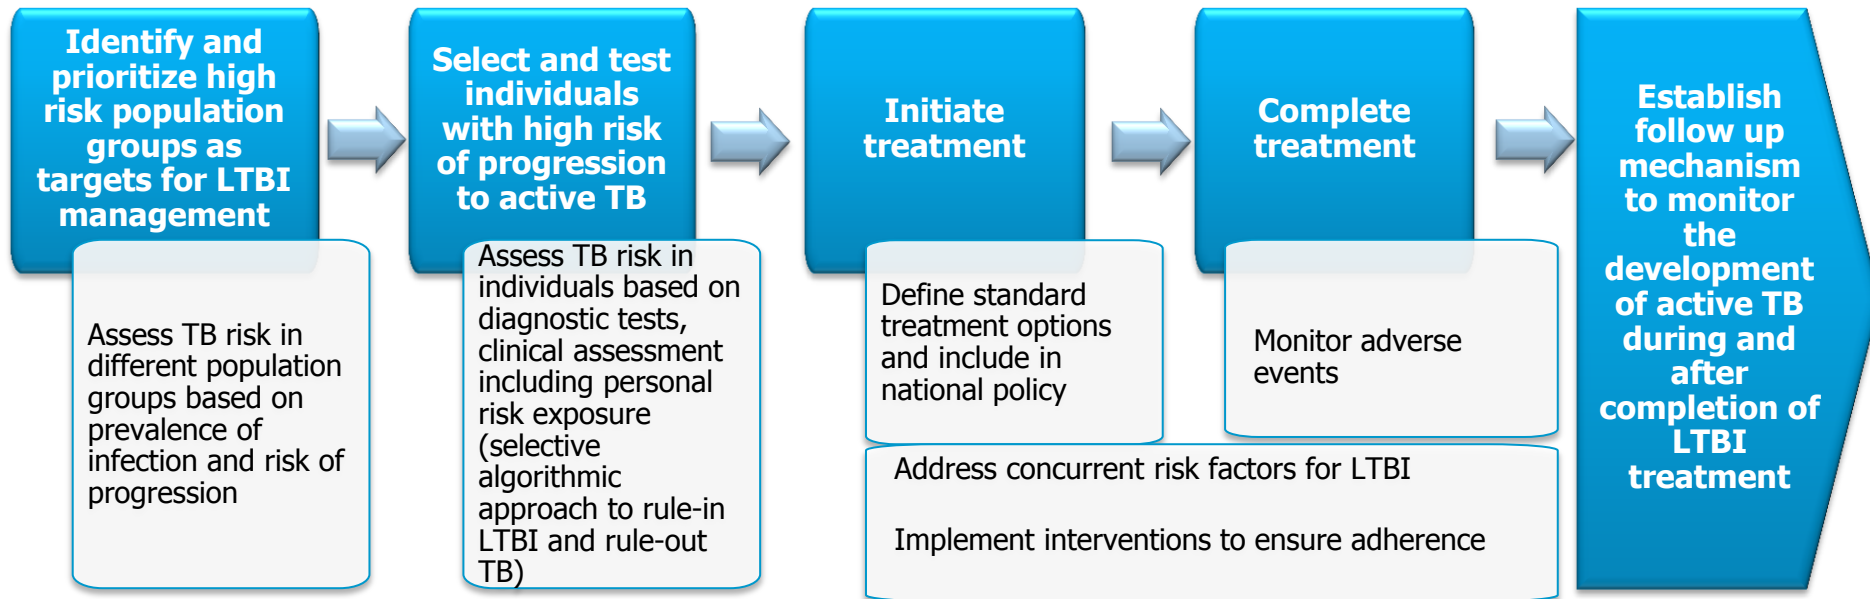 Identify and
prioritize high
risk population
groups as
targets for LTBI
management
Assess TB risk in
different population
groups based on
prevalence of
infection and risk of
progression
Select and test
individuals
with high risk
of progression
to active TB
Assess TB risk in
individuals based on
diagnostic tests,
clinical assessment
including personal
risk exposure
(selective
algorithmic
approach to rule-in
LTBI and rule-out
TB)
Initiate
treatment
Define standard
treatment options
and include in
national policy
Complete
treatment
Monitor adverse
events
Address concurrent risk factors for LTBI
Implement interventions to ensure adherence
Establish
follow up
mechanism
to monitor
the
development
of active TB
during and
after
completion of
LTBI
treatment